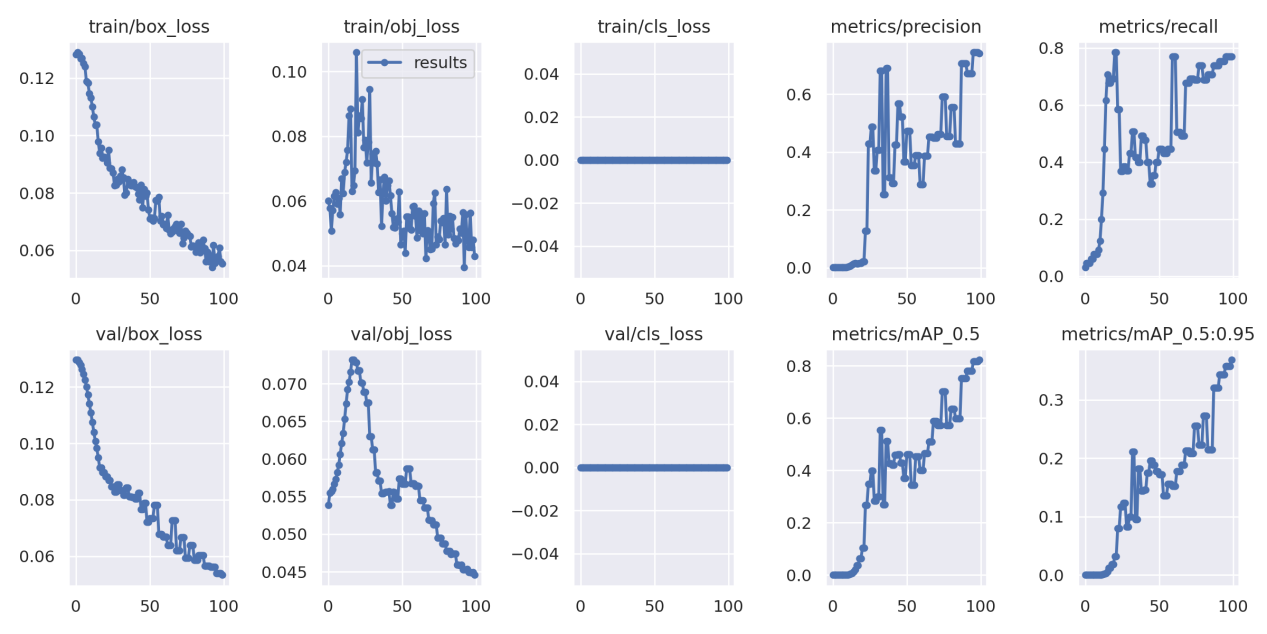 train/box_loss
train/obj_loss
train/cls_loss
metrics/precision
metrics/recall
0.12
0.10
0.08
0.06
0 50 100
results
0.10
0.08
0.06
0.04
0 50 100
0.04
0.02
0.00
−0.02
−0.04
0 50 100
0.6
0.4
0.2
0.0
0 50 100
0.8
0.6
0.4
0.2
0.0
0 50 100
val/box_loss
val/obj_loss
val/cls_loss
metrics/mAP_0.5
metrics/mAP_0.5:0.95
0.12
0.10
0.08
0.06
0 50 100
0.070
0.065
0.060
0.055
0.050
0.045
0 50 100
0.04
0.02
0.00
−0.02
−0.04
0 50 100
0.8
0.6
0.4
0.2
0.0
0 50 100
0.3
0.2
0.1
0.0
0 50 100